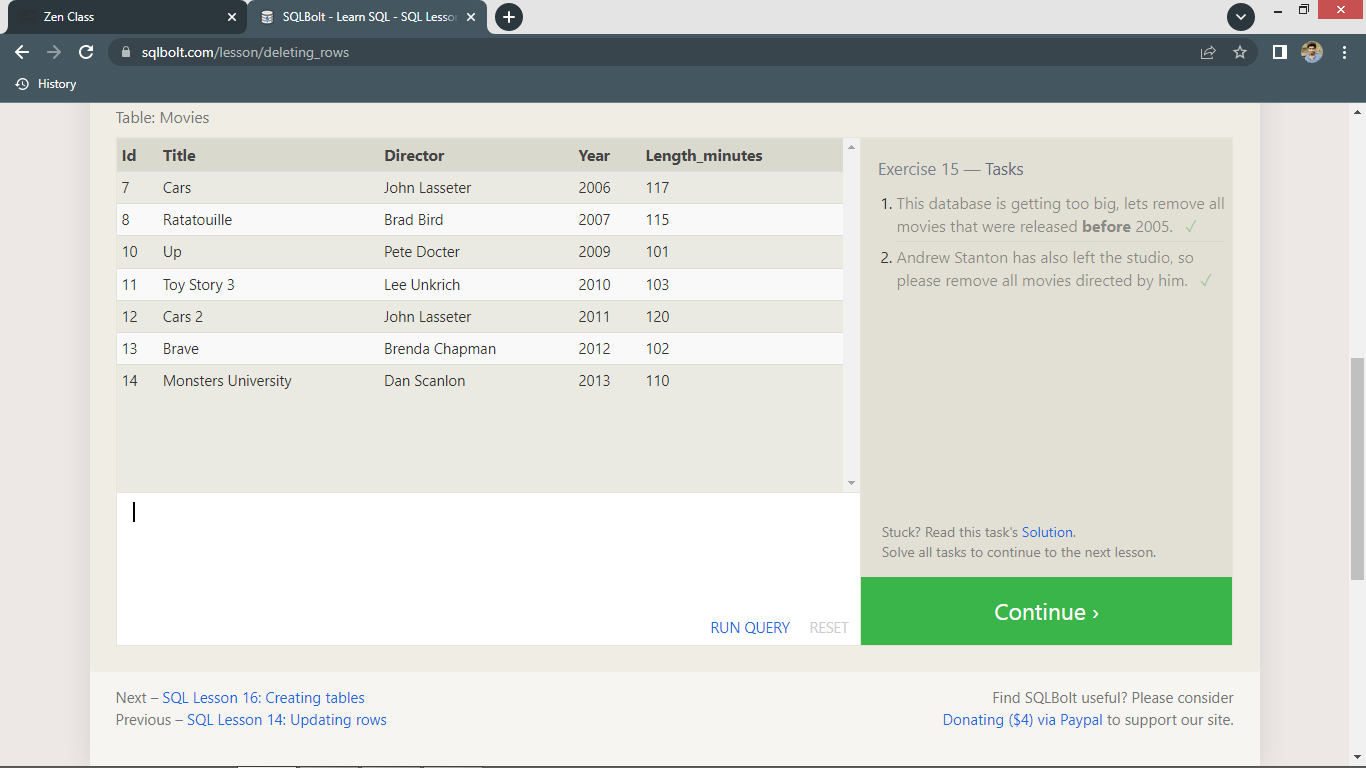 Zen Class
SQLBolt - Learn SQL - SQL Lesson
sqlbolt.com/lesson/deleting_rows
History
Table: Movies
Id Title Director Year Length_minutes
7 Cars John Lasseter 2006 117
8 Ratatouille Brad Bird 2007 115
10 Up Pete Docter 2009 101
11 Toy Story 3 Lee Unkrich 2010 103
12 Cars 2 John Lasseter 2011 120
13 Brave Brenda Chapman 2012 102
14 Monsters University Dan Scanlon 2013 110
Exercise 15 — Tasks
1. This database is getting too big, lets remove all
movies that were released before 2005. ✓
2. Andrew Stanton has also left the studio, so
please remove all movies directed by him. ✓
Stuck? Read this task's Solution.
Solve all tasks to continue to the next lesson.
RUN QUERY RESET
Continue ›
Next – SQL Lesson 16: Creating tables
Previous – SQL Lesson 14: Updating rows
Find SQLBolt useful? Please consider
Donating ($4) via Paypal to support our site.